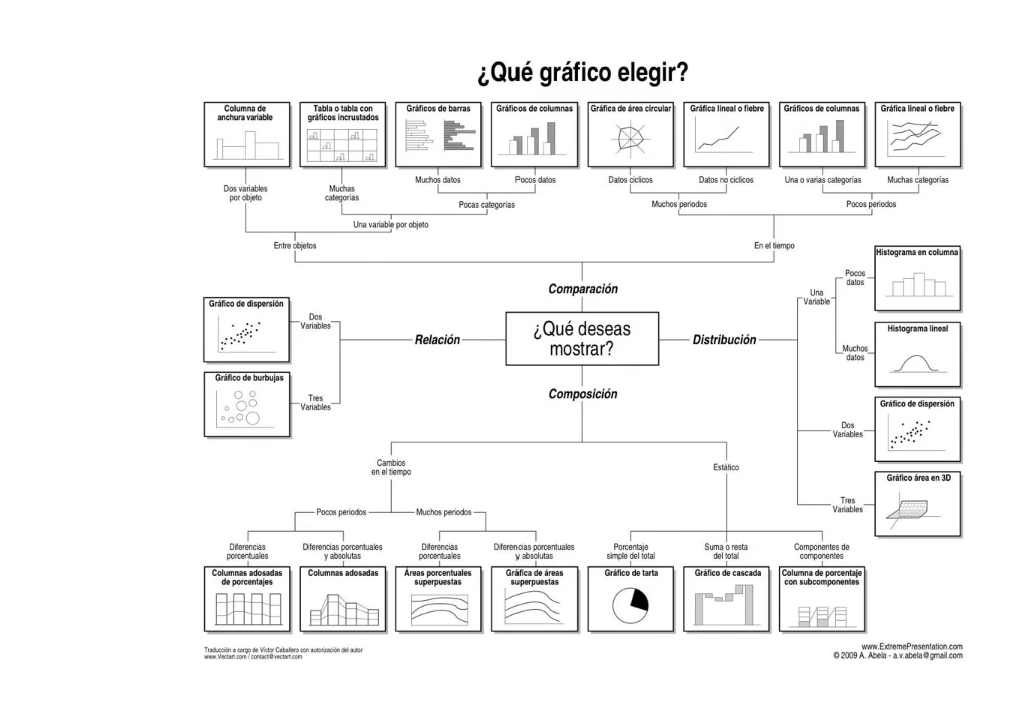 ¿Qué gráfico elegir?
Columna de
anchura variable
Tabla o tabla con
gráficos incrustados
Gráficos de barras
Gráficos de columnas
Gráfica de área circular
Gráfica lineal o fiebre
Gráficos de columnas
Gráfica lineal o fiebre
Dos variables
por objeto
Muchas
categorías
Muchos datos
Pocos datos
Datos ciclicos
Datos no ciclicos
Una o varias categorías
Muchas categorías
Pocas categorías
Muchos periodos
Pocos periodos
Una variable por objeto
Entre objetos
En el tiempo
Comparación
Histograma en columna
Pocos
datos
Una
Variable
Gráfico de dispersión
Dos
Variables
Relación
¿Qué deseas
mostrar?
Distribución
Histograma lineal
Muchos
datos
Gráfico de burbujas
Tres
Variables
Composición
Gráfico de dispersión
Dos
Variables
Gráfico área en 3D
Tres
Variables
Cambios
en el tiempo
Estático
Pocos periodos
Muchos periodos
Diferencias
porcentuales
Diferencias porcentuales
y absolutas
Diferencias
porcentuales
Diferencias porcentuales
y absolutas
Porcentaje
simple del total
Suma o resta
del total
Componentes de
componentes
Columnas adosadas
de porcentajes
Columnas adosadas
Áreas porcentuales
superpuestas
Gráfica de áreas
superpuestas
Gráfico de tarta
Gráfico de cascada
Columna de porcentaje
con subcomponentes
Traducción a cargo de Víctor Caballero con autorización del autor
www.Vectart.com / contact@vectart.com
www.ExtremePresentation.com
© 2009 A. Abela - a.v.abela@gmail.com